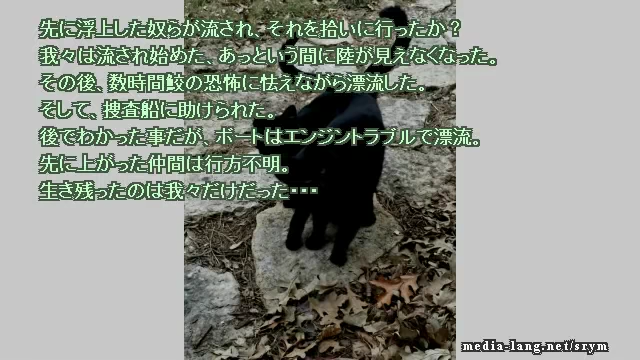 先に浮上した奴らが流され、それを拾いに行ったか？
我々は流され始めた、あっという間に陸が見えなくなった。
その後、数時間鮫の恐怖に怯えながら漂流した。
そして、捜査船に助けられた。
後でわかった事だが、ボートはエンジントラブルで漂流。
先に上がった仲間は行方不明。
生き残ったのは我々だけだった・・・
media-lang.net/srym